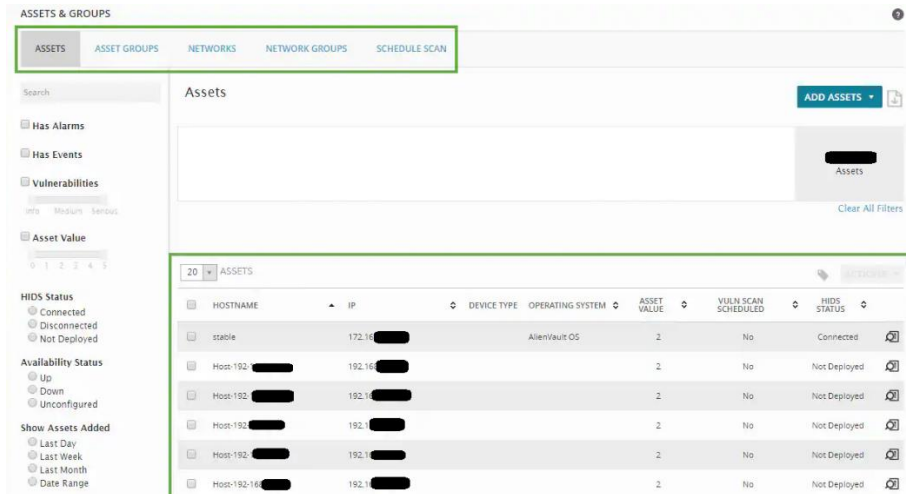 ASSETS & GROUPS
?
ASSETS ASSET GROUPS NETWORKS NETWORK GROUPS SCHEDULE SCAN
Search
Assets
ADD ASSETS
Has Alarms
Has Events
Vulnerabilities
Info Medium Serious
Assets
Clear All Filters
Asset Value
0 1 2 3 4 5
20 ASSETS
ACTIONS
HIDS Status
Connected
Disconnected
Not Deployed
Availability Status
Up
Down
Unconfigured
Show Assets Added
Last Day
Last Week
Last Month
Date Range
HOSTNAME IP DEVICE TYPE OPERATING SYSTEM ASSET VALUE VULN SCAN SCHEDULED HIDS STATUS
stable 172.16 AlienVault OS 2 No Connected
Host-192-1 192.168 2 No Not Deployed
Host-192- 192.16 2 No Not Deployed
Host-192- 192.1 2 No Not Deployed
Host-192-1 192.16 2 No Not Deployed
Host-192-168 192.16 2 No Not Deployed